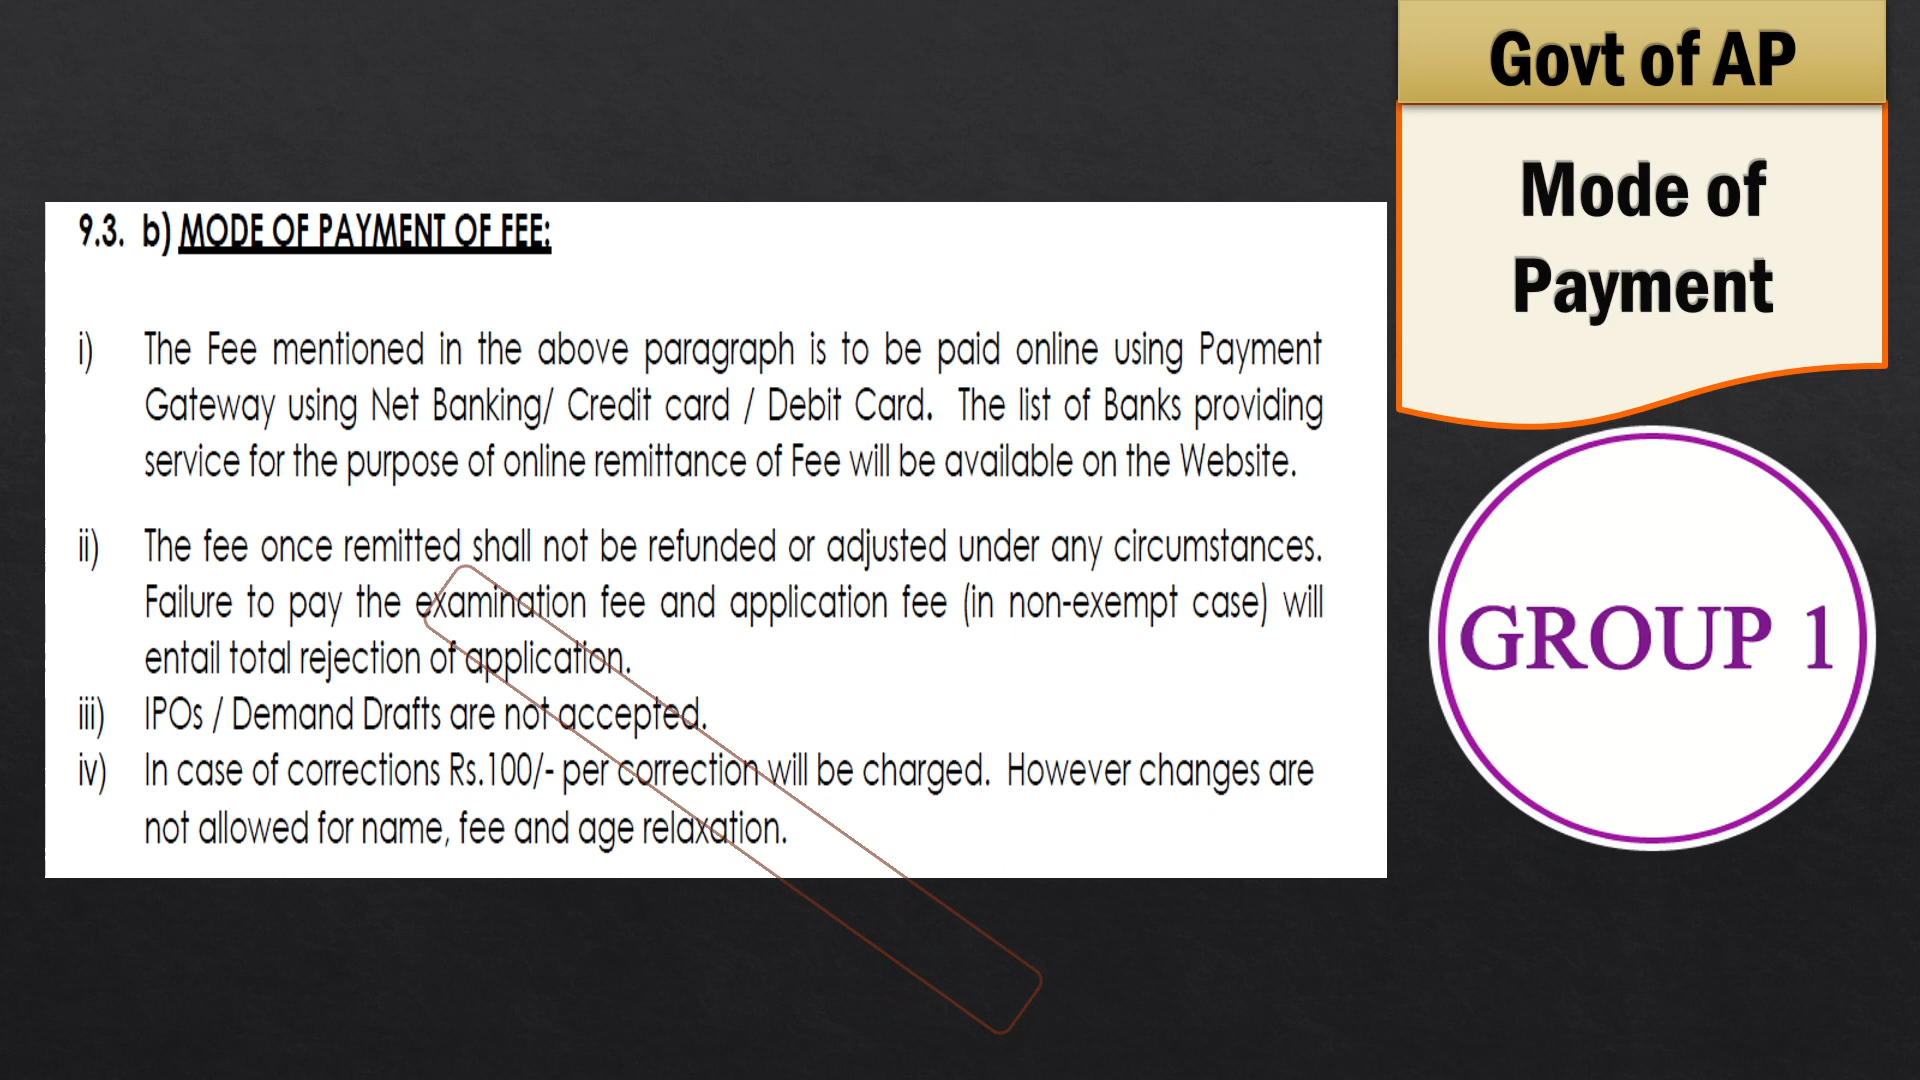 Govt of AP
Mode of
Payment
9.3. b) MODE OF PAYMENT OF FEE:
i) The Fee mentioned in the above paragraph is to be paid online using Payment
Gateway using Net Banking/ Credit card / Debit Card. The list of Banks providing
service for the purpose of online remittance of Fee will be available on the Website.
ii) The fee once remitted shall not be refunded or adjusted under any circumstances.
Failure to pay the examination fee and application fee (in non-exempt case) will
entail total rejection of application.
iii) IPOs / Demand Drafts are not accepted.
iv) In case of corrections Rs.100/- per correction will be charged. However changes are
not allowed for name, fee and age relaxation.
GROUP 1